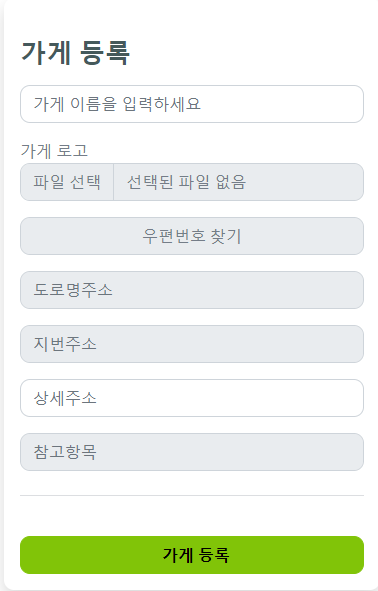 가게 등록
가게 이름을 입력하세요
가게 로고
파일 선택 선택된 파일 없음
우편번호 찾기
도로명주소
지번주소
상세주소
참고항목
가게 등록